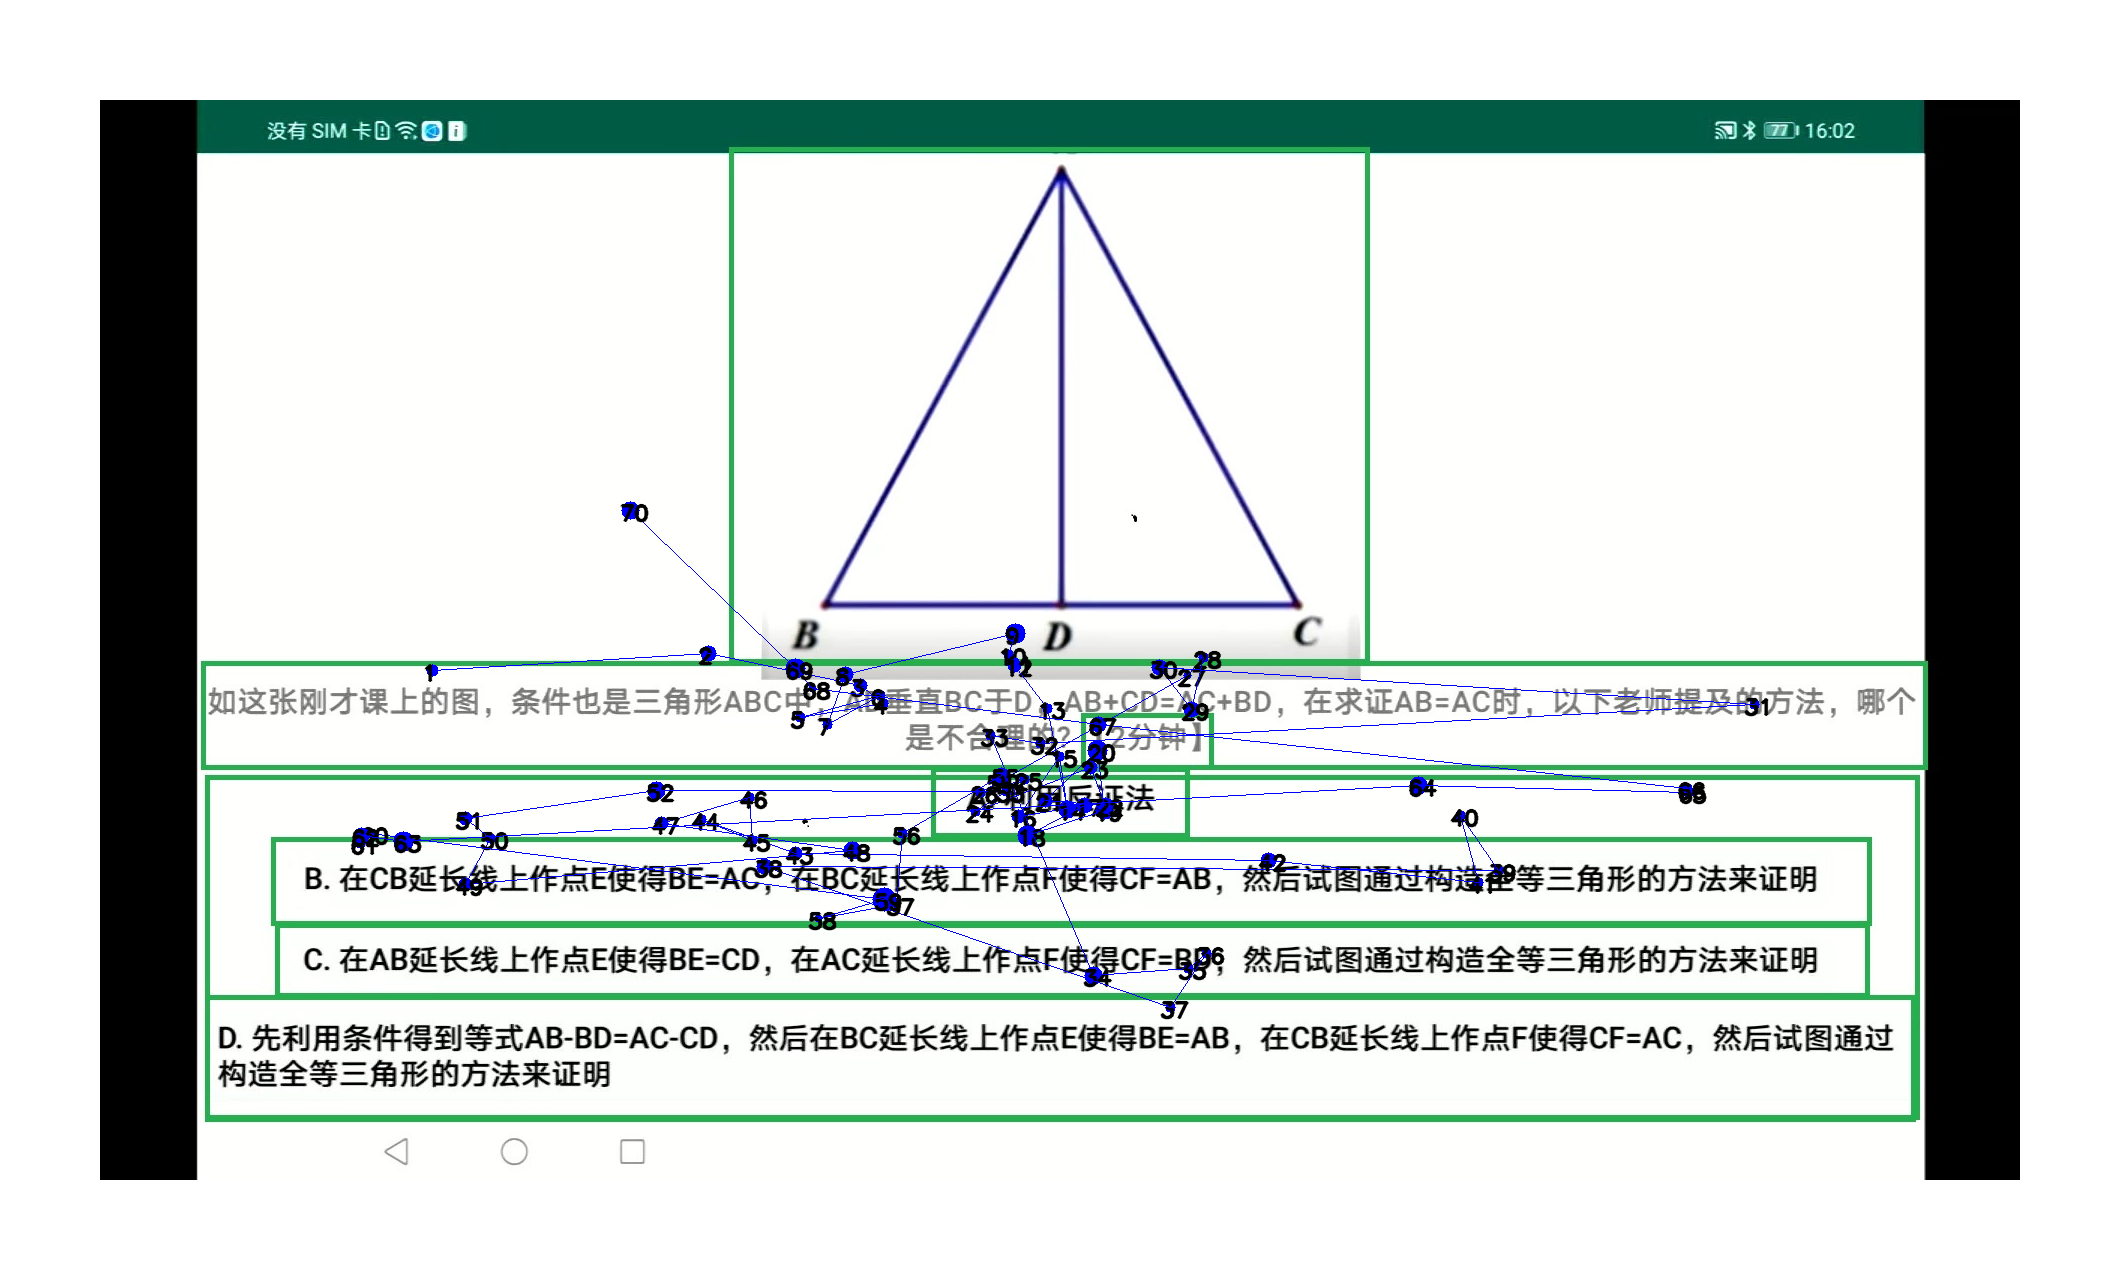 没有 SIM 卡 77 16:02
B D C
如这张刚才课上的图，条件也是三角形ABC中，AD垂直BC于D，AB+CD=AC+BD，在求证AB=AC时，以下老师提及的方法，哪个
是不合理的？【2分钟】
反证法
B. 在CB延长线上作点E使得BE=AC，在BC延长线上作点F使得CF=AB，然后试图通过构造全等三角形的方法来证明
C. 在AB延长线上作点E使得BE=CD，在AC延长线上作点F使得CF=BD，然后试图通过构造全等三角形的方法来证明
D. 先利用条件得到等式AB-BD=AC-CD，然后在BC延长线上作点E使得BE=AB，在CB延长线上作点F使得CF=AC，然后试图通过
构造全等三角形的方法来证明
1 2 3 4 5 7 8 9 10 12 13 15 16 18 20 23 24 27 28 29 30 31 32 33 34 35 36 37 38 39 40 42 43 44 45 46 47 48 49 50 51 52 56 57 58 59 64 67 68 69 70